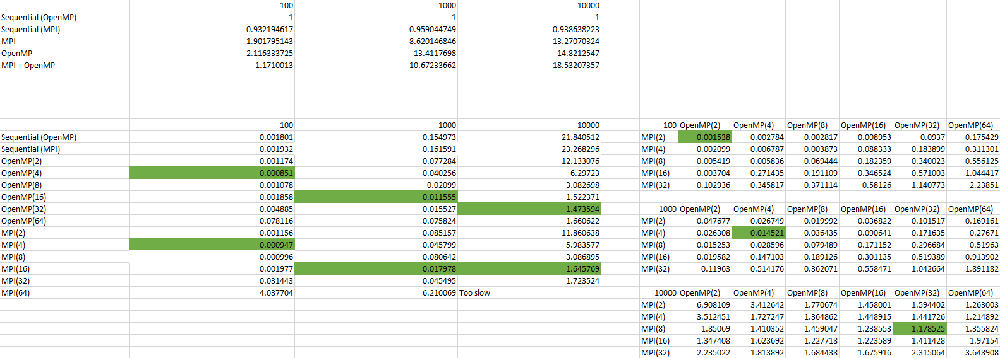 100 1000 10000
Sequential (OpenMP) 1 1 1
Sequential (MPI) 0.932194617 0.959044749 0.938638223
MPI 1.901795143 8.620146846 13.27070324
OpenMP 2.116333725 13.4117698 14.8212547
MPI + OpenMP 1.1710013 10.67233662 18.53207357
100 1000 10000
Sequential (OpenMP) 0.001801 0.154973 21.840512
Sequential (MPI) 0.001932 0.161591 23.268296
OpenMP(2) 0.001174 0.077284 12.133076
OpenMP(4) 0.000851 0.040256 6.29723
OpenMP(8) 0.001078 0.02099 3.082698
OpenMP(16) 0.001858 0.011555 1.522371
OpenMP(32) 0.004885 0.015527 1.473594
OpenMP(64) 0.078116 0.075824 1.660622
MPI(2) 0.001156 0.085157 11.860638
MPI(4) 0.000947 0.045799 5.983577
MPI(8) 0.000996 0.080642 3.086895
MPI(16) 0.001977 0.017978 1.645769
MPI(32) 0.031443 0.045495 1.723524
MPI(64) 4.037704 6.210069 Too slow
100 OpenMP(2) OpenMP(4) OpenMP(8) OpenMP(16) OpenMP(32) OpenMP(64)
MPI(2) 0.001538 0.002784 0.002817 0.008953 0.0937 0.175429
MPI(4) 0.002099 0.006787 0.003873 0.088333 0.183899 0.311301
MPI(8) 0.005419 0.005836 0.069444 0.182359 0.340023 0.556125
MPI(16) 0.003704 0.271435 0.191109 0.346524 0.571003 1.044417
MPI(32) 0.102936 0.345817 0.371114 0.58126 1.140773 2.23851
1000 OpenMP(2) OpenMP(4) OpenMP(8) OpenMP(16) OpenMP(32) OpenMP(64)
MPI(2) 0.047677 0.026749 0.019992 0.036822 0.101517 0.169161
MPI(4) 0.026308 0.014521 0.036435 0.090641 0.171635 0.27671
MPI(8) 0.015253 0.028596 0.079489 0.171152 0.296684 0.51963
MPI(16) 0.019582 0.147103 0.189126 0.301135 0.519389 0.913902
MPI(32) 0.11963 0.514176 0.362071 0.558471 1.042664 1.891182
10000 OpenMP(2) OpenMP(4) OpenMP(8) OpenMP(16) OpenMP(32) OpenMP(64)
MPI(2) 6.908109 3.412642 1.770674 1.458001 1.594402 1.263003
MPI(4) 3.512451 1.727247 1.364862 1.448915 1.441726 1.214892
MPI(8) 1.85069 1.410352 1.459047 1.238553 1.178525 1.355824
MPI(16) 1.347408 1.623692 1.227718 1.223589 1.411428 1.97154
MPI(32) 2.235022 1.813892 1.684438 1.675916 2.315064 3.648908